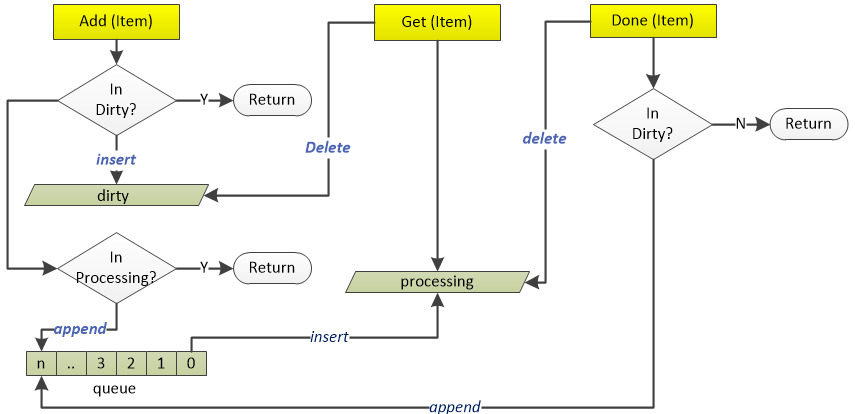 Add (Item)
Get (Item)
Done (Item)
In
Dirty?
Y
Return
In
Dirty?
N
Return
insert
Delete
delete
dirty
In
Processing?
Y
Return
processing
append
insert
n .. 3 2 1 0
queue
append